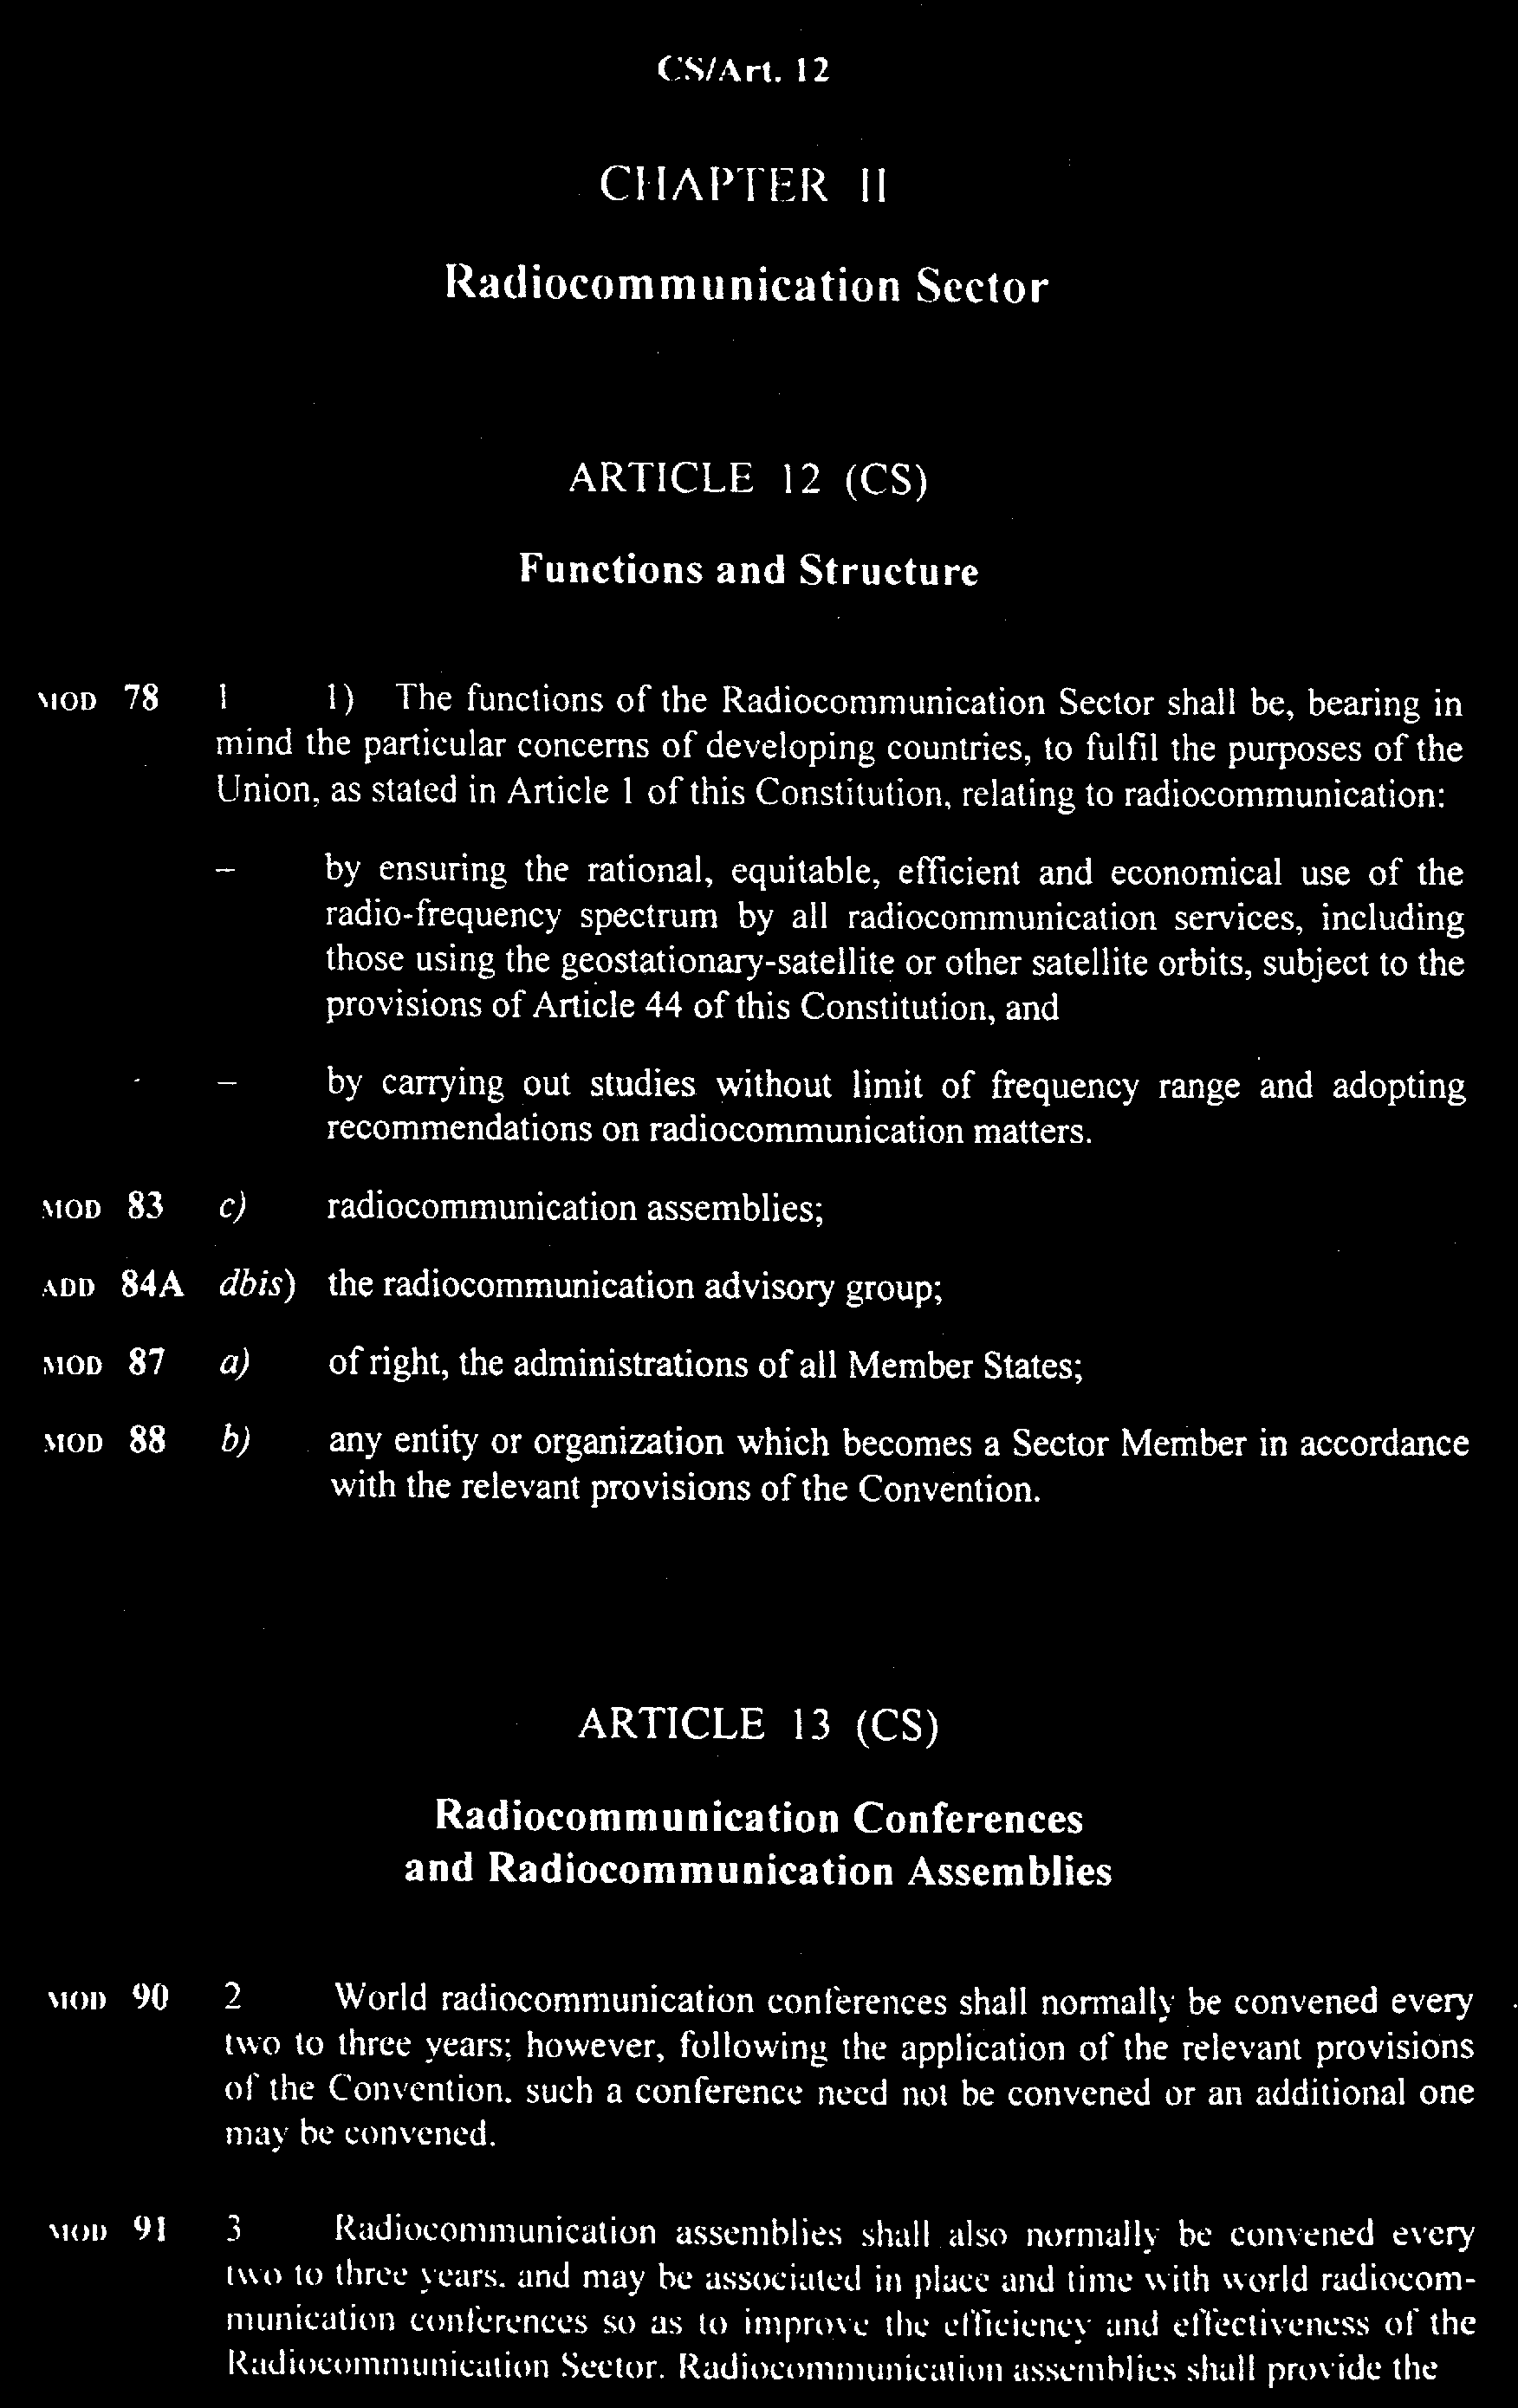 CS/Art. 12
CHAPTER II
Radiocommunication Sector
ARTICLE 12 (CS)
Functions and Structure
MOD 78 1 1) The functions of the Radiocommunication Sector shall be, bearing in
mind the particular concerns of developing countries, to fulfil the purposes of the
Union, as stated in Article 1 of this Constitution, relating to radiocommunication:
– by ensuring the rational, equitable, efficient and economical use of the
radio-frequency spectrum by all radiocommunication services, including
those using the geostationary-satellite or other satellite orbits, subject to the
provisions of Article 44 of this Constitution, and
– by carrying out studies without limit of frequency range and adopting
recommendations on radiocommunication matters.
MOD 83 c) radiocommunication assemblies;
ADD 84A dbis) the radiocommunication advisory group;
MOD 87 a) of right, the administrations of all Member States;
MOD 88 b) any entity or organization which becomes a Sector Member in accordance
with the relevant provisions of the Convention.
ARTICLE 13 (CS)
Radiocommunication Conferences
and Radiocommunication Assemblies
MOD 90 2 World radiocommunication conferences shall normally be convened every
two to three years; however, following the application of the relevant provisions
of the Convention, such a conference need not be convened or an additional one
may be convened.
MOD 91 3 Radiocommunication assemblies shall also normally be convened every
two to three years, and may be associated in place and time with world radiocom-
munication conferences so as to improve the efficiency and effectiveness of the
Radiocommunication Sector. Radiocommunication assemblies shall provide the